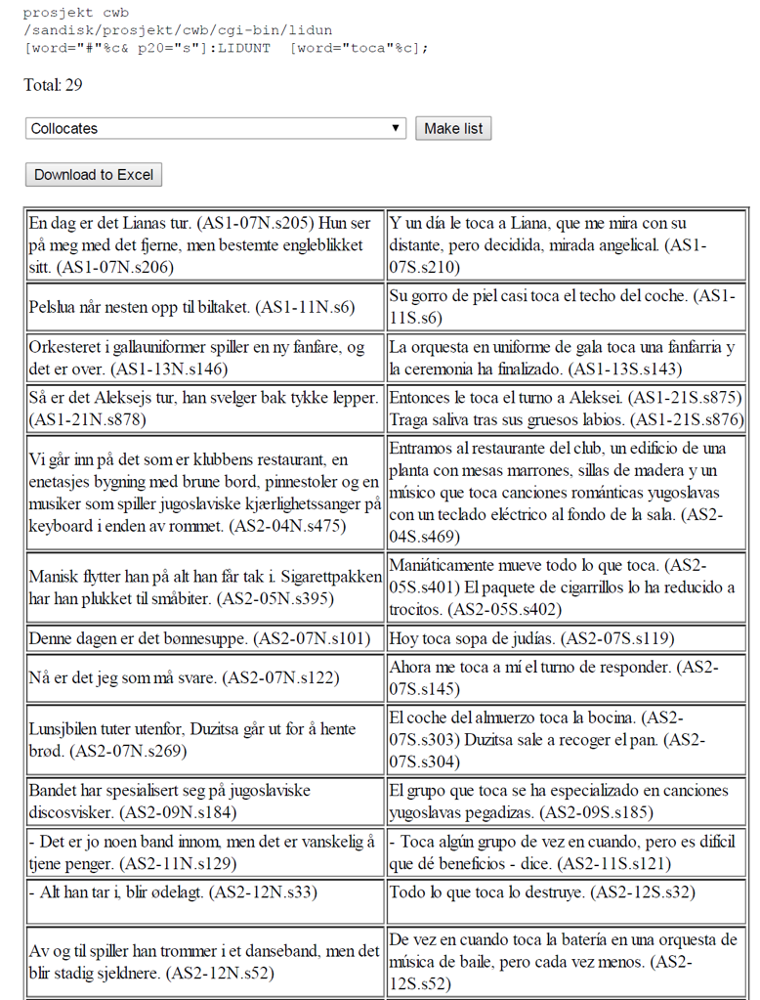 prosjekt cwb
/sandisk/prosjekt/cwb/cgi-bin/lidun
[word="#"%c& p20="s"]:LIDUNT  [word="toca"%c];
Total: 29
Collocates
Make list
Download to Excel
En dag er det Lianas tur. (AS1-07N.s205) Hun ser
på meg med det fjerne, men bestemte engleblikket
sitt. (AS1-07N.s206)
Y un día le toca a Liana, que me mira con su
distante, pero decidida, mirada angelical. (AS1-
07S.s210)
Pelslua når nesten opp til biltaket. (AS1-11N.s6)
Su gorro de piel casi toca el techo del coche. (AS1-
11S.s6)
Orkesteret i gallauniformer spiller en ny fanfare, og
det er over. (AS1-13N.s146)
La orquesta en uniforme de gala toca una fanfarria y
la ceremonia ha finalizado. (AS1-13S.s143)
Så er det Aleksejs tur, han svelger bak tykke lepper.
(AS1-21N.s878)
Entonces le toca el turno a Aleksei. (AS1-21S.s875)
Traga saliva tras sus gruesos labios. (AS1-21S.s876)
Vi går inn på det som er klubbens restaurant, en
enetasjes bygning med brune bord, pinnestoler og en
musiker som spiller jugoslaviske kjærlighetssanger på
keyboard i enden av rommet. (AS2-04N.s475)
Entramos al restaurante del club, un edificio de una
planta con mesas marrones, sillas de madera y un
músico que toca canciones románticas yugoslavas
con un teclado eléctrico al fondo de la sala. (AS2-
04S.s469)
Manisk flytter han på alt han får tak i. Sigarettpakken
har han plukket til småbiter. (AS2-05N.s395)
Maniáticamente mueve todo lo que toca. (AS2-
05S.s401) El paquete de cigarrillos lo ha reducido a
trocitos. (AS2-05S.s402)
Denne dagen er det bønnesuppe. (AS2-07N.s101)
Hoy toca sopa de judías. (AS2-07S.s119)
Nå er det jeg som må svare. (AS2-07N.s122)
Ahora me toca a mí el turno de responder. (AS2-
07S.s145)
Lunsjbilen tuter utenfor, Duzitsa går ut for å hente
brød. (AS2-07N.s269)
El coche del almuerzo toca la bocina. (AS2-
07S.s303) Duzitsa sale a recoger el pan. (AS2-
07S.s304)
Bandet har spesialisert seg på jugoslaviske
discosvisker. (AS2-09N.s184)
El grupo que toca se ha especializado en canciones
yugoslavas pegadizas. (AS2-09S.s185)
- Det er jo noen band innom, men det er vanskelig å
tjene penger. (AS2-11N.s129)
- Toca algún grupo de vez en cuando, pero es difícil
que dé beneficios - dice. (AS2-11S.s121)
- Alt han tar i, blir ødelagt. (AS2-12N.s33)
Todo lo que toca lo destruye. (AS2-12S.s32)
Av og til spiller han trommer i et danseband, men det
blir stadig sjeldnere. (AS2-12N.s52)
De vez en cuando toca la batería en una orquesta de
música de baile, pero cada vez menos. (AS2-
12S.s52)